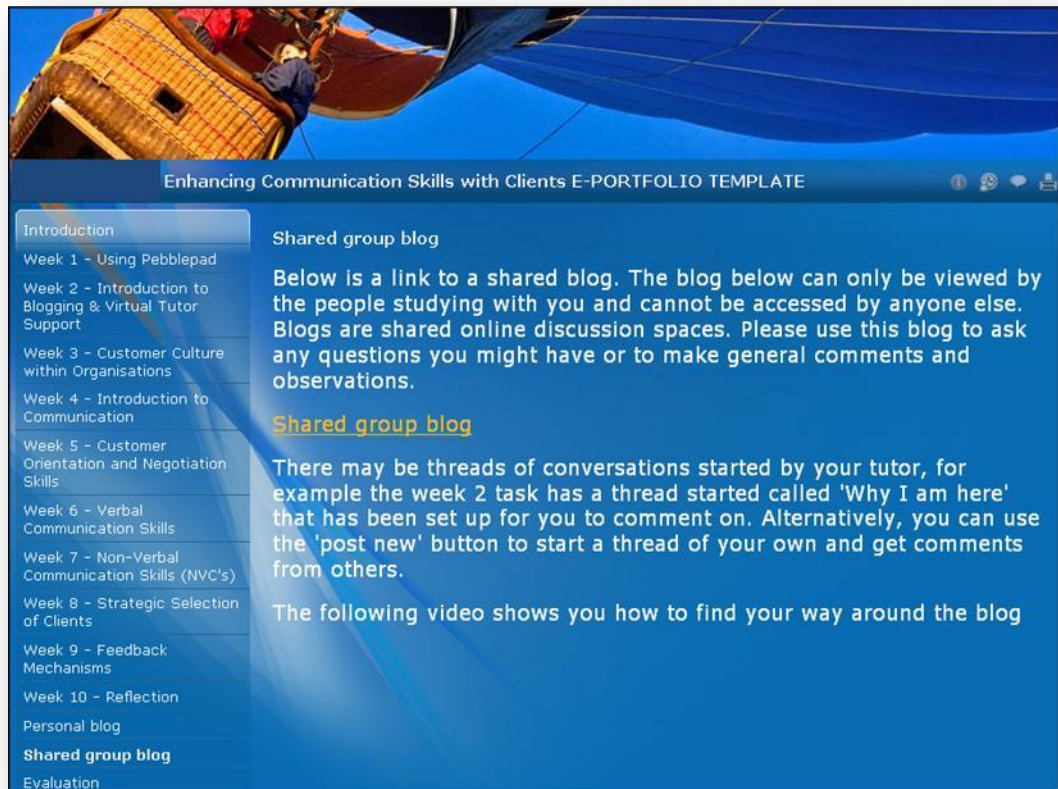 Enhancing Communication Skills with Clients E-PORTFOLIO TEMPLATE
Introduction
Week 1 - Using Pebblepad
Week 2 - Introduction to
Blogging & Virtual Tutor
Support
Week 3 - Customer Culture
within Organisations
Week 4 - Introduction to
Communication
Week 5 - Customer
Orientation and Negotiation
Skills
Week 6 - Verbal
Communication Skills
Week 7 - Non-Verbal
Communication Skills (NVC's)
Week 8 - Strategic Selection
of Clients
Week 9 - Feedback
Mechanisms
Week 10 - Reflection
Personal blog
Shared group blog
Evaluation
Shared group blog
Below is a link to a shared blog. The blog below can only be viewed by
the people studying with you and cannot be accessed by anyone else.
Blogs are shared online discussion spaces. Please use this blog to ask
any questions you might have or to make general comments and
observations.
Shared group blog
There may be threads of conversations started by your tutor, for
example the week 2 task has a thread started called 'Why I am here'
that has been set up for you to comment on. Alternatively, you can use
the 'post new' button to start a thread of your own and get comments
from others.
The following video shows you how to find your way around the blog